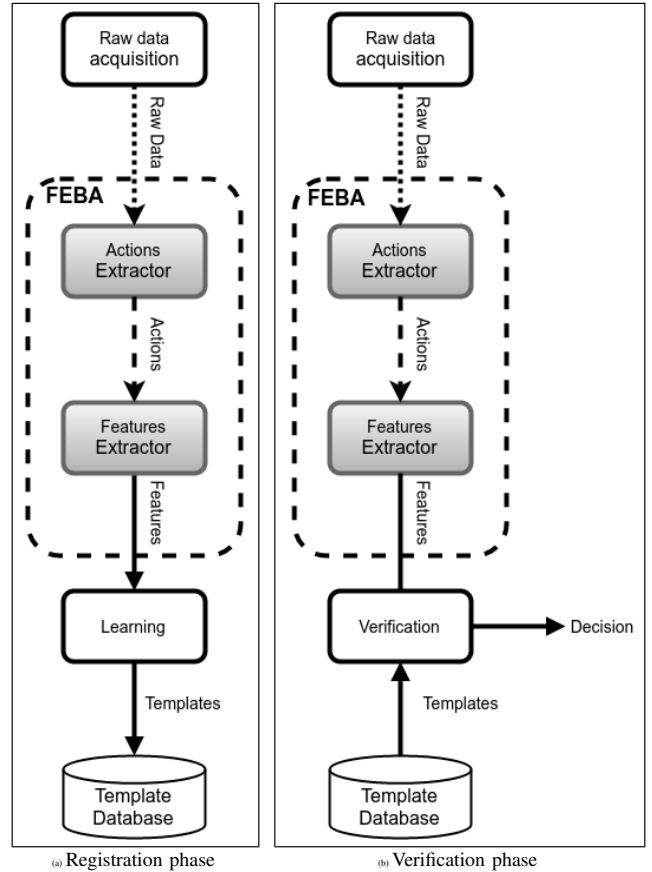 Raw data
acquisition
Raw Data
FEBA
Actions
Extractor
Actions
Features
Extractor
Features
Learning
Templates
Template
Database
(a) Registration phase
Raw data
acquisition
Raw Data
FEBA
Actions
Extractor
Actions
Features
Extractor
Features
Verification
Decision
Templates
Template
Database
(b) Verification phase